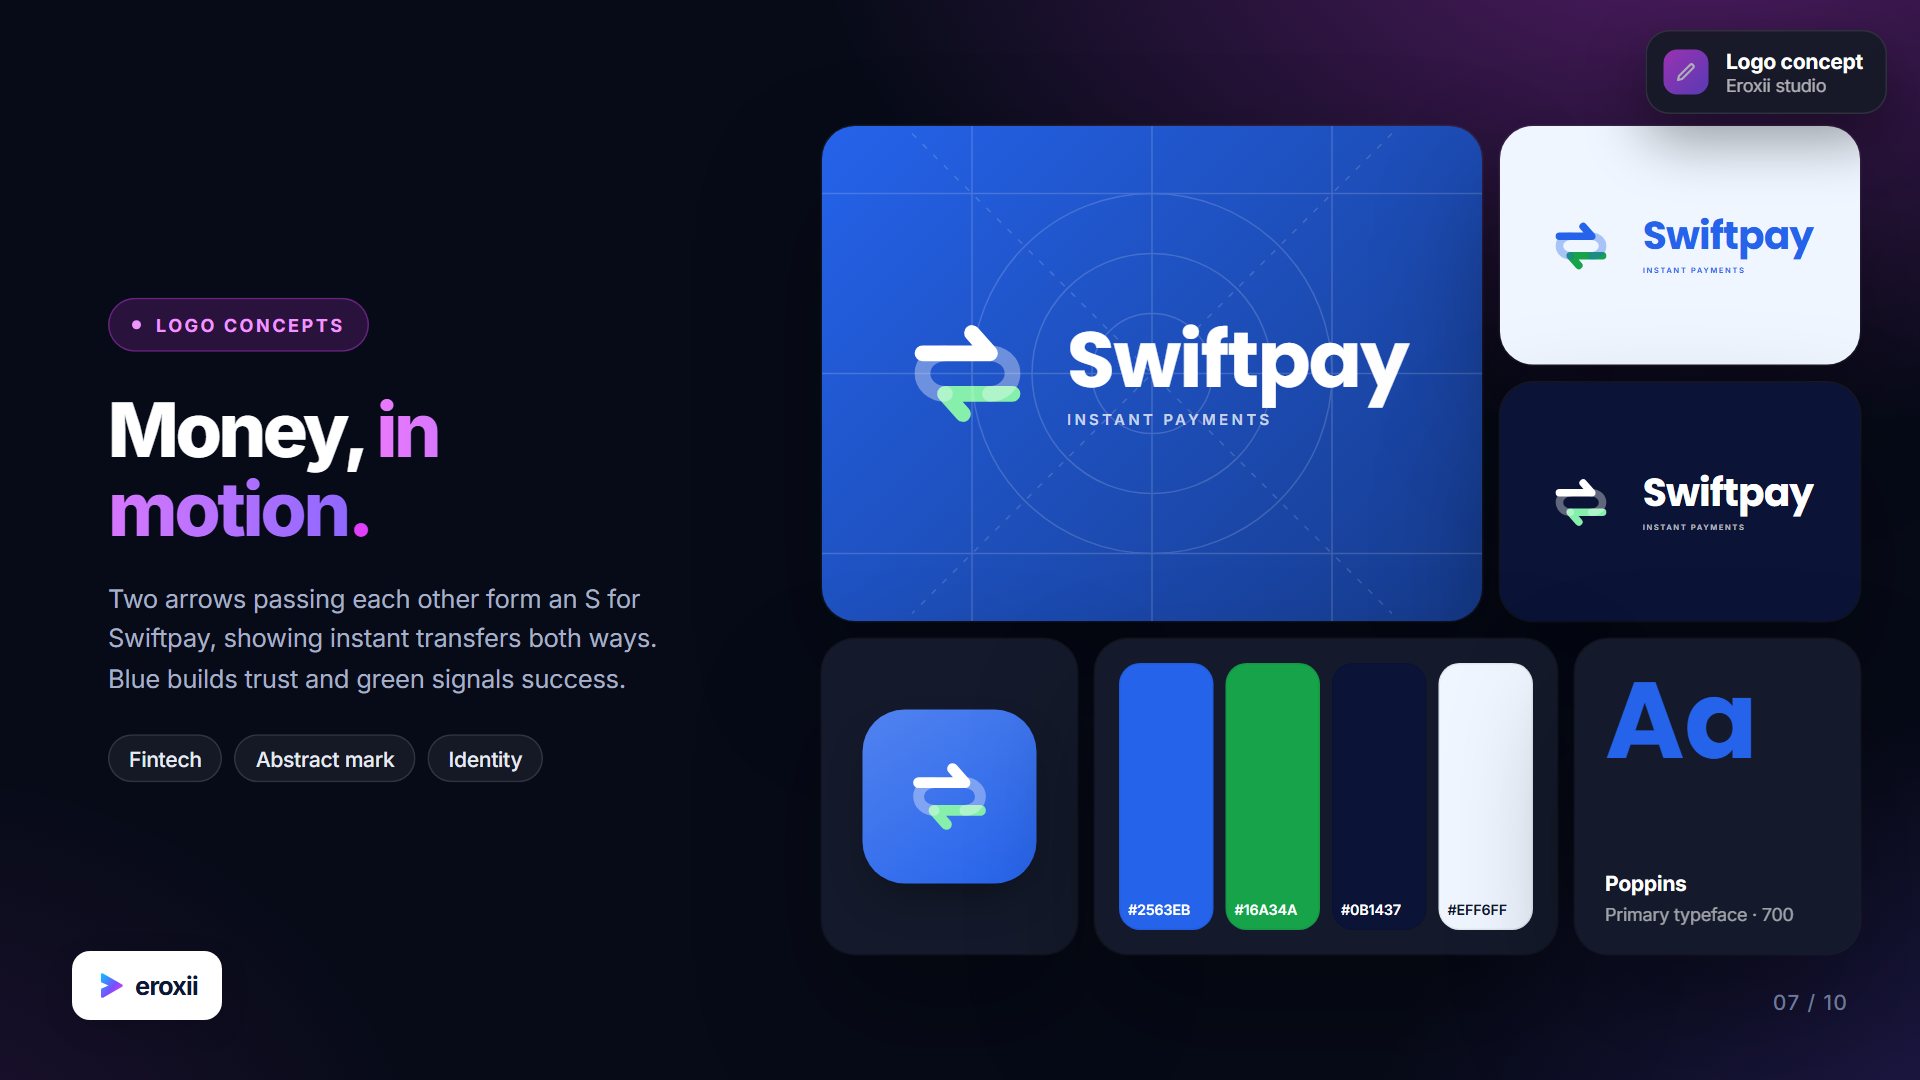 Logo concept
Eroxii studio
LOGO CONCEPTS
Money, in
motion.
Two arrows passing each other form an S for
Swiftpay, showing instant transfers both ways.
Blue builds trust and green signals success.
Fintech
Abstract mark
Identity
Swiftpay
INSTANT PAYMENTS
Swiftpay
INSTANT PAYMENTS
Swiftpay
INSTANT PAYMENTS
#2563EB
#16A34A
#0B1437
#EFF6FF
Aa
Poppins
Primary typeface · 700
eroxii
07 / 10